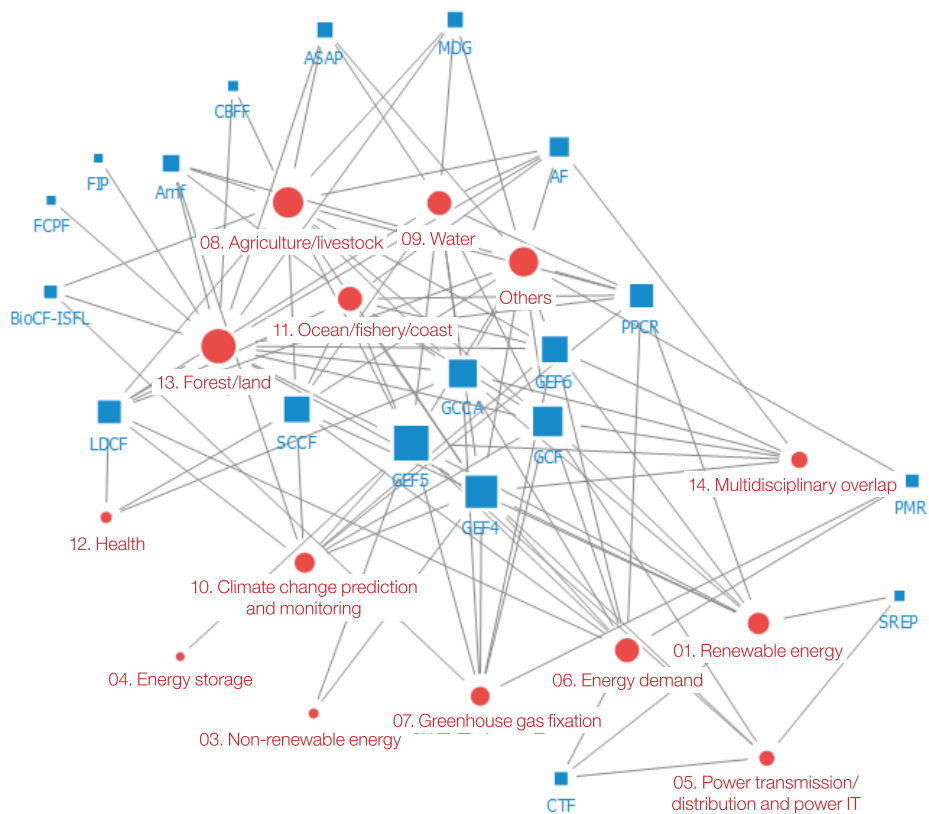 MDG
ASAP
CBFF
AF
FIP
Amf
FCPF
08. Agriculture/livestock
09. Water
Others
BioCF-ISFL
11. Ocean/fishery/coast
PPCR
13. Forest/land
GEF6
GCCA
LDCF
SCCF
GCF
GEF5
14. Multidisciplinary overlap
PMR
GEF4
12. Health
10. Climate change prediction
and monitoring
SREP
01. Renewable energy
04. Energy storage
06. Energy demand
07. Greenhouse gas fixation
03. Non-renewable energy
05. Power transmission/
distribution and power IT
CTF